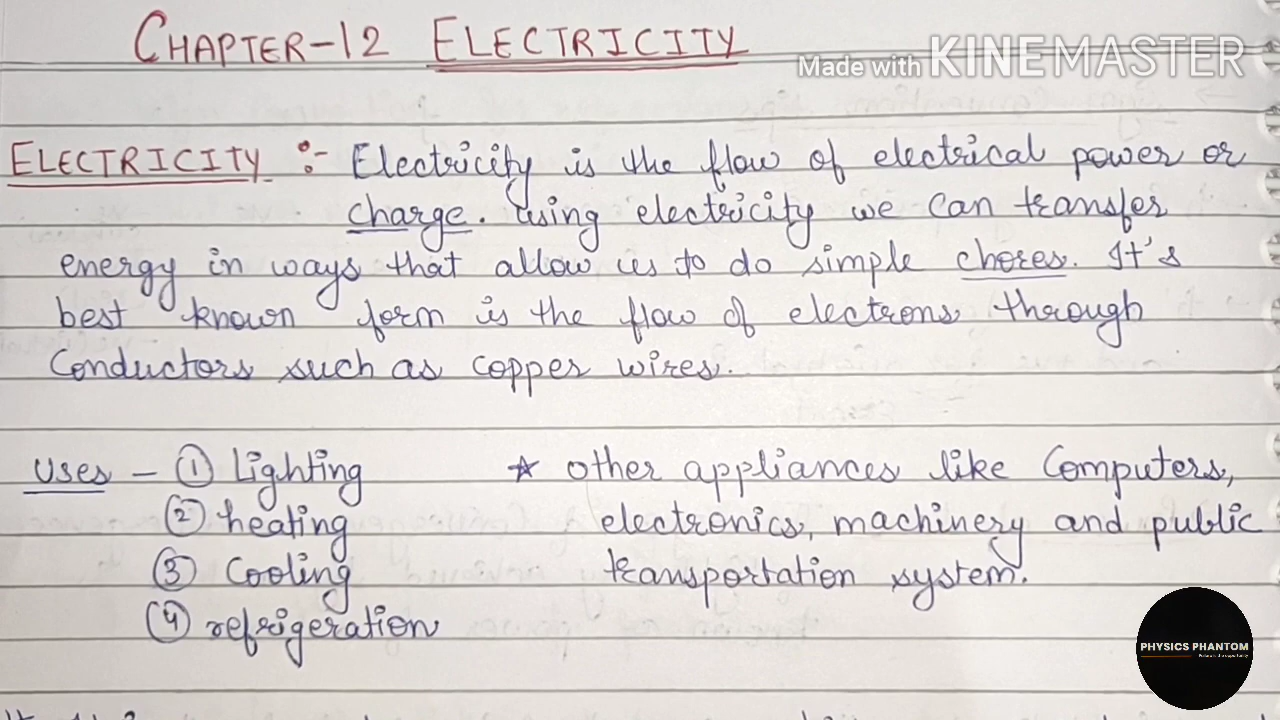 CHAPTER-12 ELECTRICITY
Made with KINEMASTER
ELECTRICITY :- Electricity is the flow of electrical power or
charge. Using electricity we can transfer
energy in ways that allow us to do simple chores. It's
best known form is the flow of electrons through
Conductors such as copper wires.
Uses - ① Lighting
② heating
③ Cooling
④ refrigeration
☆ other appliances like Computers,
electronics, machinery and public
transportation system.
PHYSICS PHANTOM